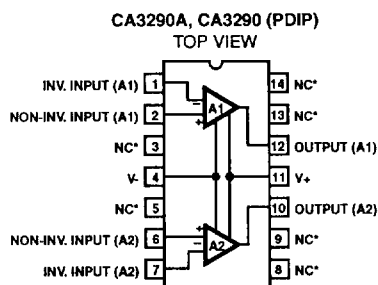 CA3290A, CA3290 (PDIP)
TOP VIEW
INV. INPUT (A1) 1 14 NC*
NON-INV. INPUT (A1) 2 A1 13 NC*
NC* 3 12 OUTPUT (A1)
V- 4 11 V+
NC* 5 10 OUTPUT (A2)
NON-INV. INPUT (A2) 6 A2 9 NC*
INV. INPUT (A2) 7 8 NC*